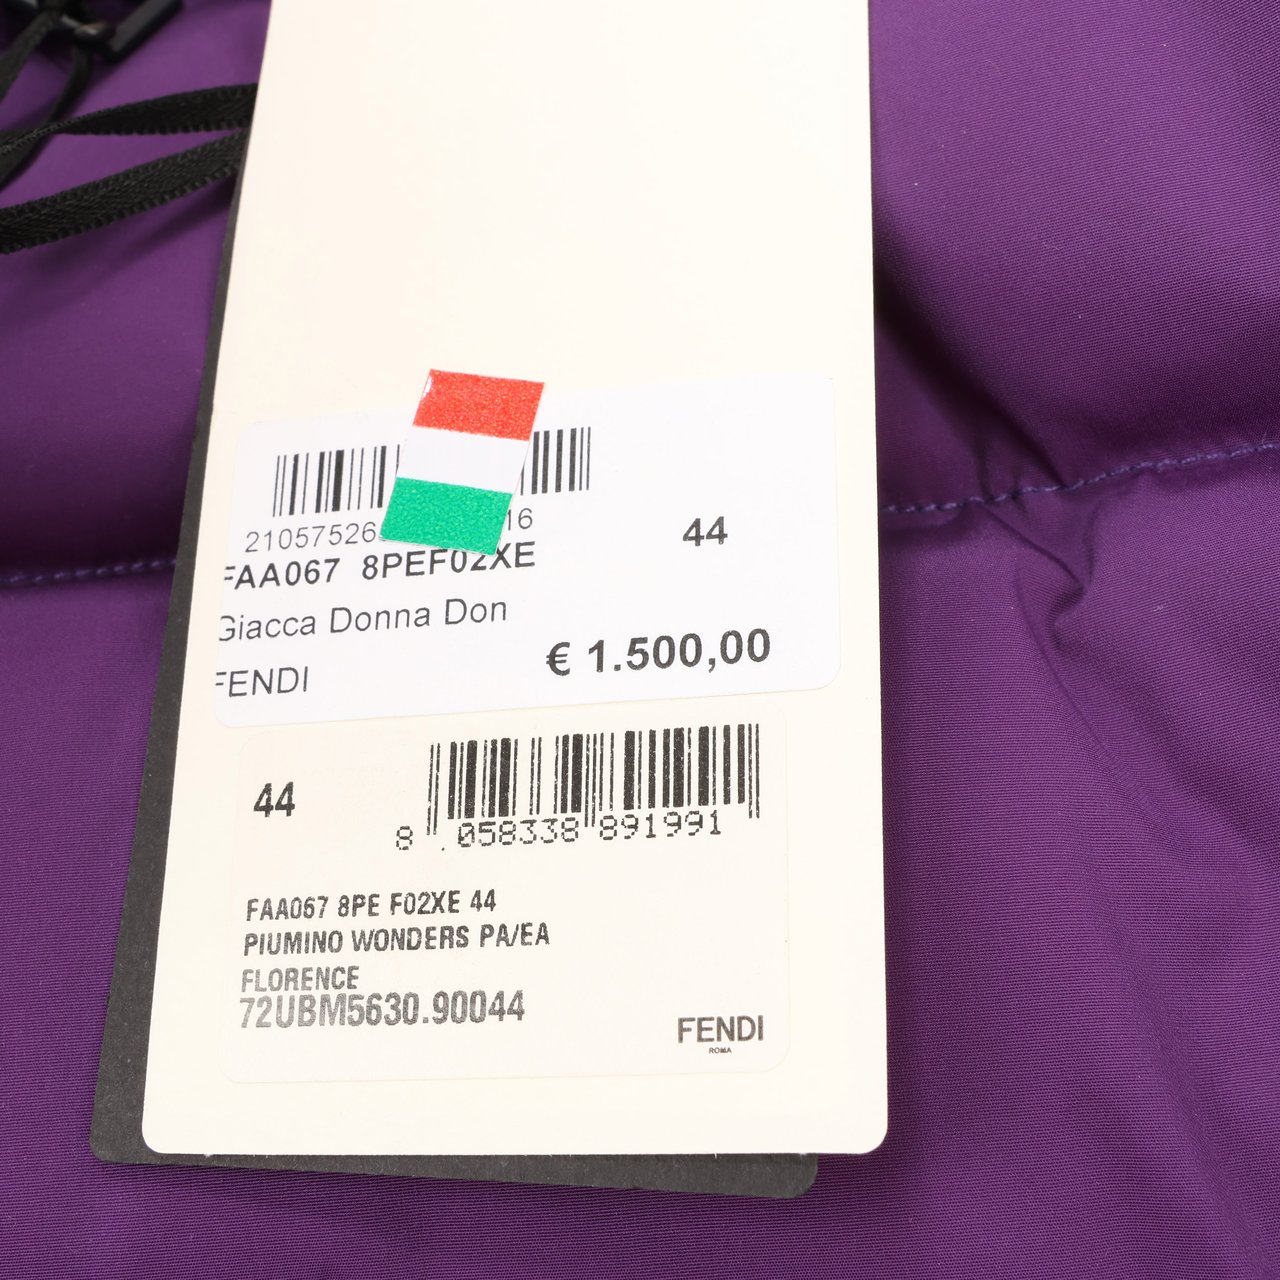 21057526 16
44
FAA067 8PEF02XE
Giacca Donna Don
€ 1.500,00
FENDI
44
8 058338 891991
FAA067 8PE F02XE 44
PIUMINO WONDERS PA/EA
FLORENCE
72UBM5630.90044
FENDI
ROMA